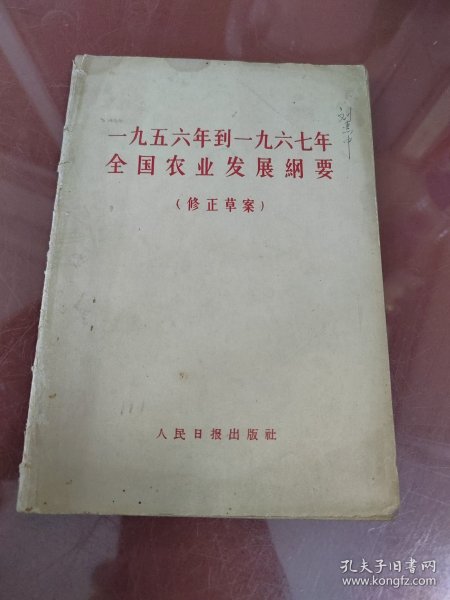 一九五六年到一九六七年
全国农业发展綱要
（修正草案）
人民日报出版社
孔夫子旧书网
www.kongfz.com